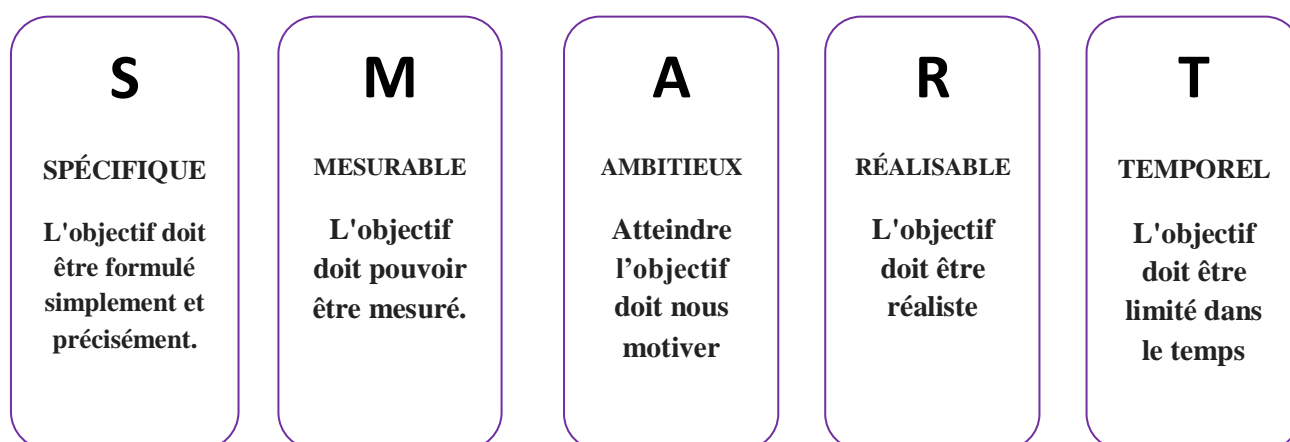 S
SPÉCIFIQUE
L'objectif doit
être formulé
simplement et
précisément.
M
MESURABLE
L'objectif
doit pouvoir
être mesuré.
A
AMBITIEUX
Atteindre
l’objectif
doit nous
motiver
R
RÉALISABLE
L'objectif
doit être
réaliste
T
TEMPOREL
L'objectif
doit être
limité dans
le temps